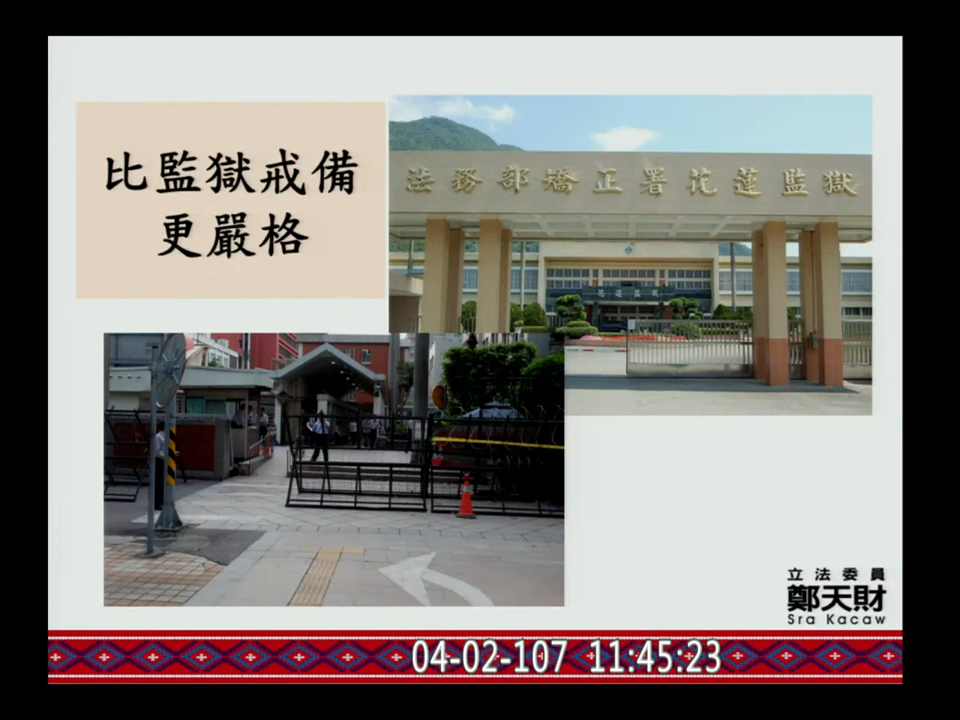 比監獄戒備
更嚴格
法務部矯正署花蓮監獄
立法委員
鄭天財
Sra Kacaw
04-02-107 11:45:23